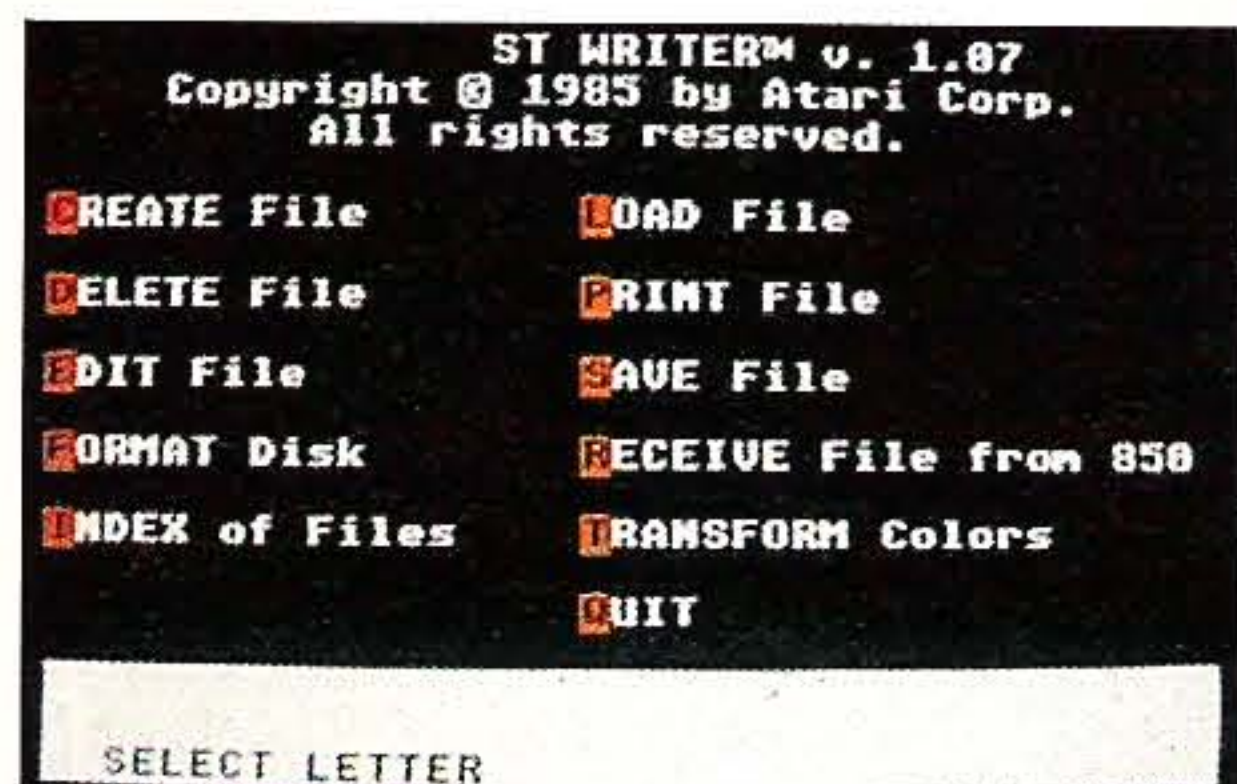 ST WRITER™ v. 1.07
Copyright © 1985 by Atari Corp.
All rights reserved.
CREATE File
DELETE File
EDIT File
FORMAT Disk
INDEX of Files
LOAD File
PRINT File
SAVE File
RECEIVE File from 850
TRANSFORM Colors
QUIT
SELECT LETTER